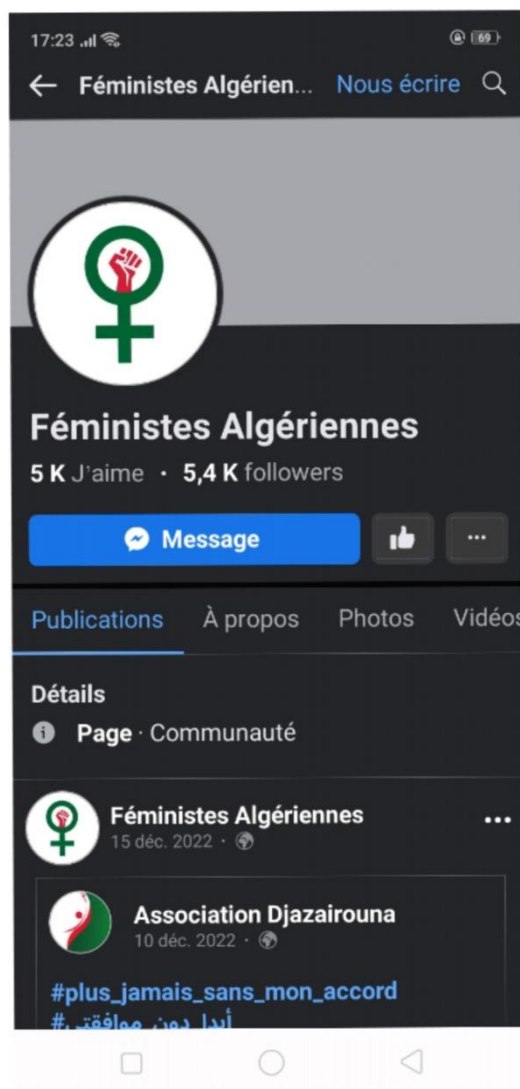 17:23
69
Féministes Algérien... Nous écrire
Féministes Algériennes
5 K J'aime · 5,4 K followers
Message
Publications À propos Photos Vidéos
Détails
Page · Communauté
Féministes Algériennes
15 déc. 2022 ·
Association Djazairouna
10 déc. 2022 ·
#plus_jamais_sans_mon_accord
#أبدا_دون_موافقتي